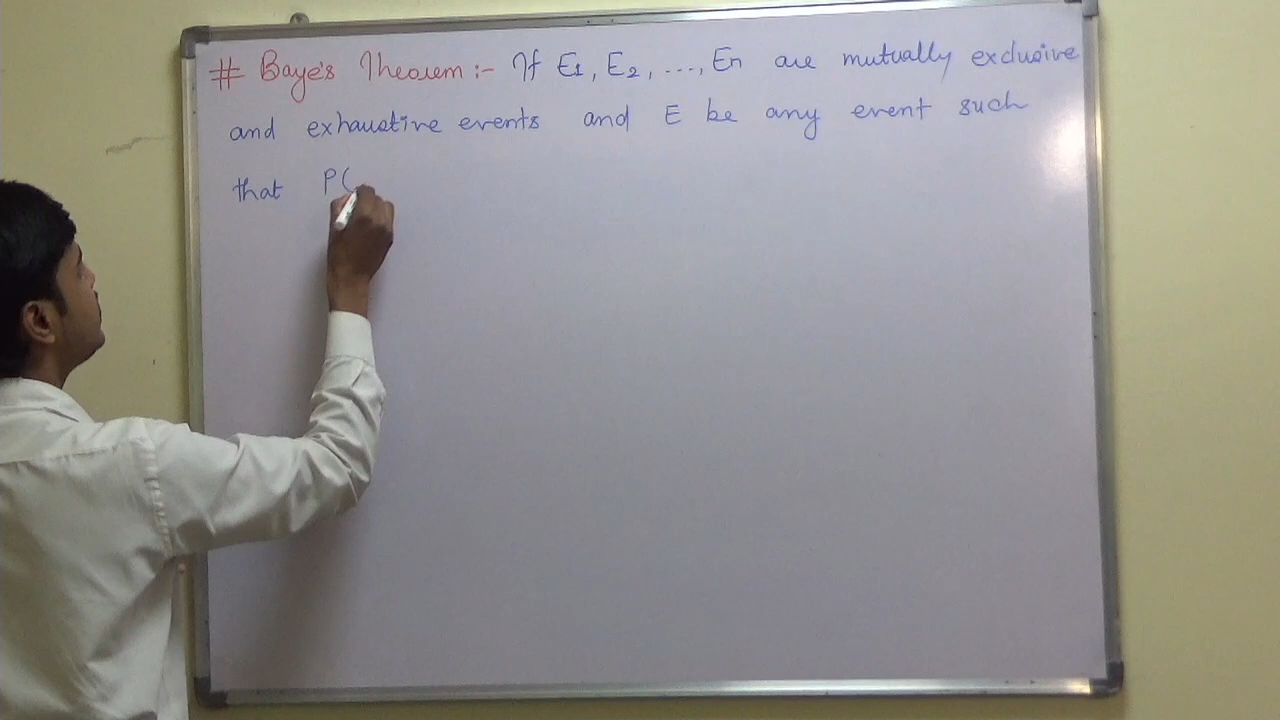 # Baye's Theorem :- If E1, E2, ..., En are mutually exclusive
and exhaustive events and E be any event such
that P(